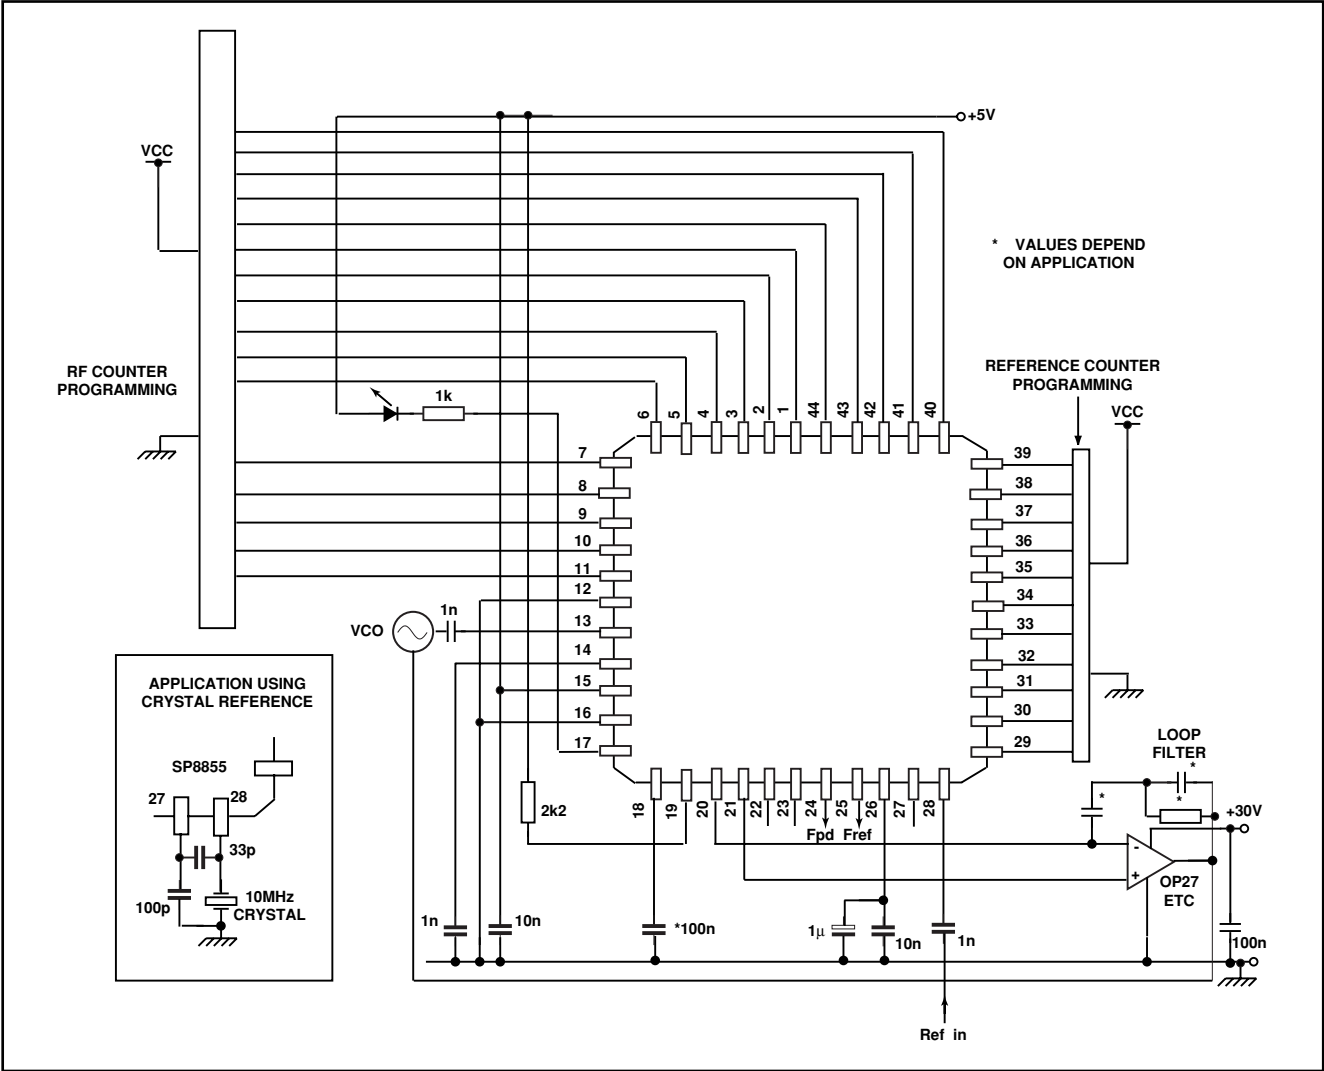 +5V
VCC
* VALUES DEPEND
ON APPLICATION
RF COUNTER
PROGRAMMING
REFERENCE COUNTER
PROGRAMMING
VCC
1k
6
5
4
3
2
1
44
43
42
41
40
7
8
9
10
11
12
13
14
15
16
17
39
38
37
36
35
34
33
32
31
30
29
VCO
1n
18
19
20
21
22
23
24
25
26
27
28
Fpd
Fref
2k2
LOOP
FILTER
*
*
*
+30V
-
+
OP27
ETC
1n
10n
*100n
1µ
10n
1n
100n
Ref in
APPLICATION USING
CRYSTAL REFERENCE
SP8855
27
28
33p
100p
10MHz
CRYSTAL